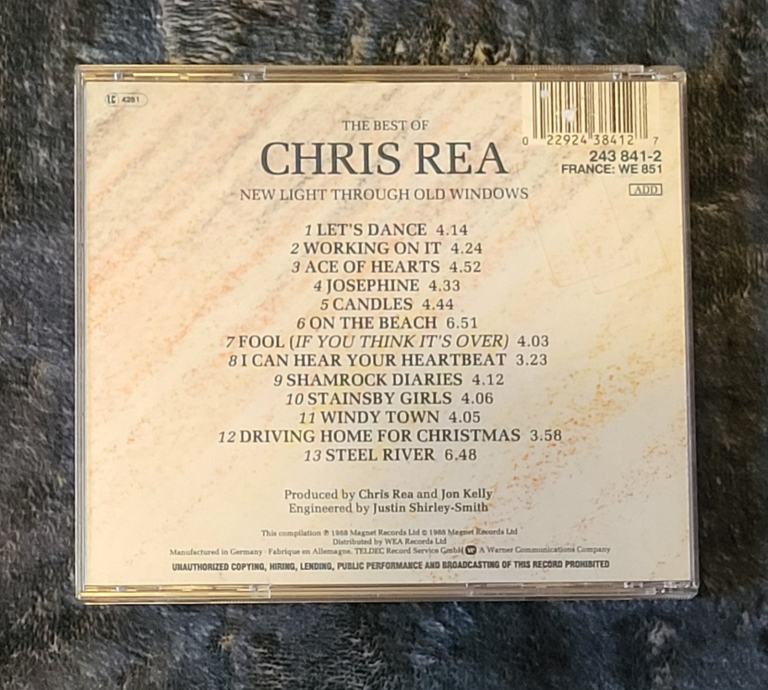 LC 4281
THE BEST OF
CHRIS REA
NEW LIGHT THROUGH OLD WINDOWS
0 22924 38412 7
243 841-2
FRANCE: WE 851
ADD
1 LET'S DANCE 4.14
2 WORKING ON IT 4.24
3 ACE OF HEARTS 4.52
4 JOSEPHINE 4.33
5 CANDLES 4.44
6 ON THE BEACH 6.51
7 FOOL (IF YOU THINK IT'S OVER) 4.03
8 I CAN HEAR YOUR HEARTBEAT 3.23
9 SHAMROCK DIARIES 4.12
10 STAINSBY GIRLS 4.06
11 WINDY TOWN 4.05
12 DRIVING HOME FOR CHRISTMAS 3.58
13 STEEL RIVER 6.48
Produced by Chris Rea and Jon Kelly
Engineered by Justin Shirley-Smith
This compilation ℗ 1988 Magnet Records Ltd © 1988 Magnet Records Ltd
Distributed by WEA Records Ltd
Manufactured in Germany · Fabrique en Allemagne, TELDEC Record Service GmbH A Warner Communications Company
UNAUTHORIZED COPYING, HIRING, LENDING, PUBLIC PERFORMANCE AND BROADCASTING OF THIS RECORD PROHIBITED